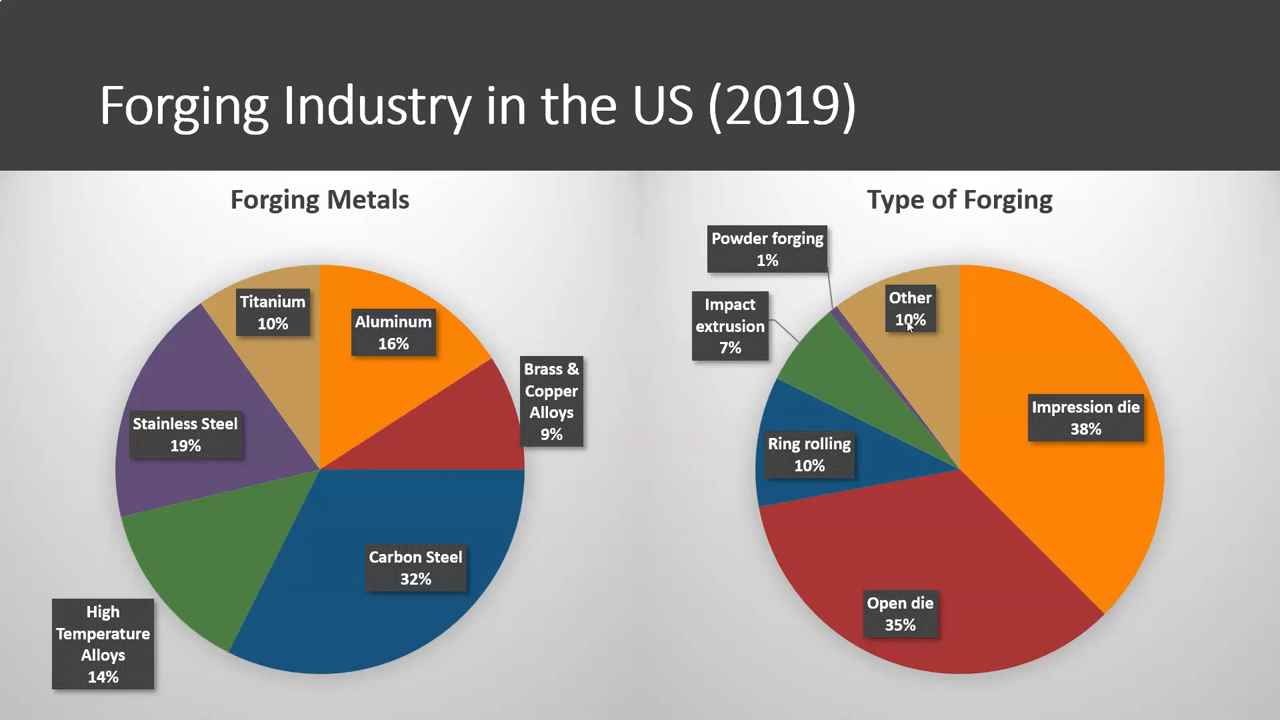 Forging Industry in the US (2019)
Forging Metals
Titanium
10%
Aluminum
16%
Brass &
Copper
Alloys
9%
Stainless Steel
19%
Carbon Steel
32%
High
Temperature
Alloys
14%
Type of Forging
Powder forging
1%
Impact
extrusion
7%
Other
10%
Impression die
38%
Ring rolling
10%
Open die
35%